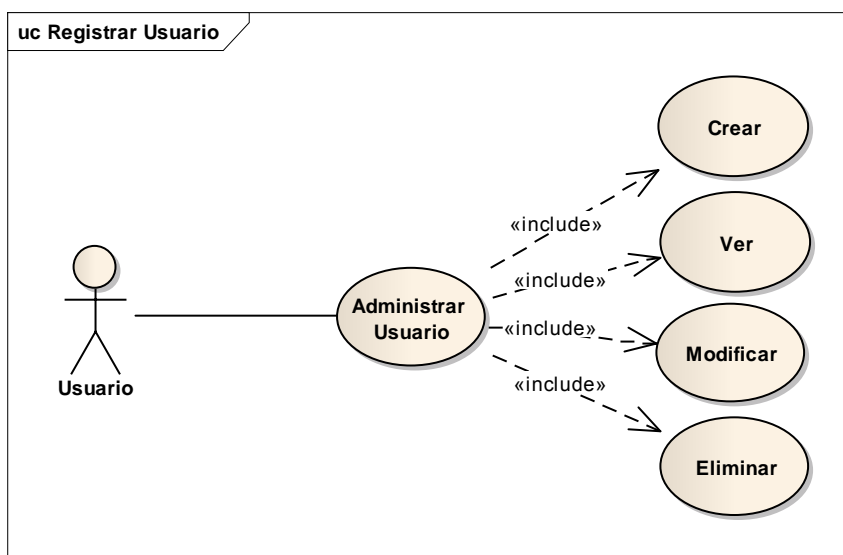 uc Registrar Usuario
Crear
«include»
Ver
«include»
Administrar
Usuario
«include»
Modificar
«include»
Usuario
Eliminar